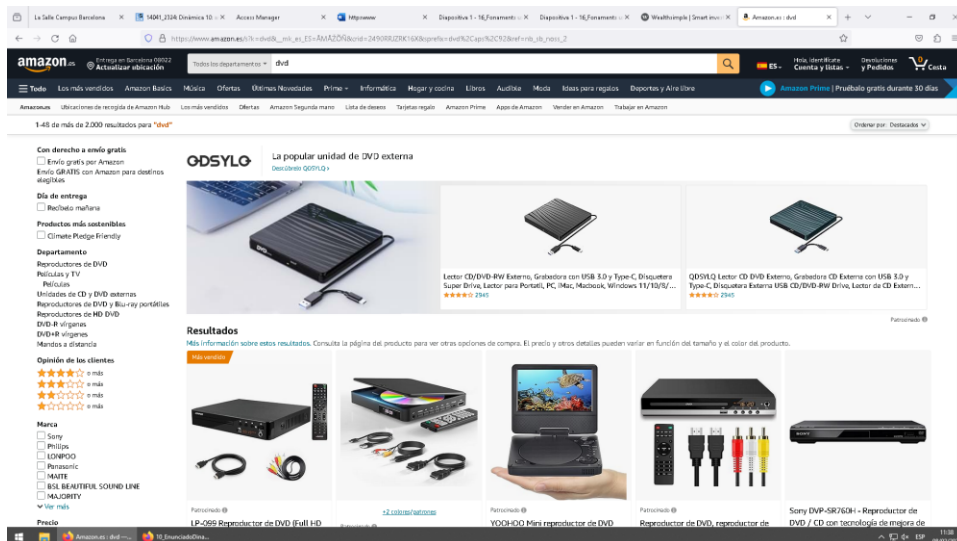 La Salle Campus Barcelona
Access Manager
httpswww
Diapositiva 1 - 16_Fonaments
Diapositiva 1 - 16_Fonaments
Wealthsimple | Smart inves
Amazon.es : dvd
amazon.es
Entrega en Barcelona 08022
Actualizar ubicación
Todos los departamentos
dvd
ES
Hola, identifícate
Cuenta y listas
Devoluciones
y Pedidos
0
Cesta
Todo
Los más vendidos
Amazon Basics
Música
Ofertas
Últimas Novedades
Prime
Informática
Hogar y cocina
Libros
Audible
Moda
Ideas para regalos
Deportes y Aire libre
Amazon Prime | Pruébalo gratis durante 30 días
Amazon.es
Ubicaciones de recogida de Amazon Hub
Los más vendidos
Ofertas
Amazon Segunda mano
Lista de deseos
Tarjetas regalo
Amazon Prime
Apps de Amazon
Vender en Amazon
Trabajar en Amazon
1-48 de más de 2.000 resultados para "dvd"
Ordenar por: Destacados
Con derecho a envío gratis
Envío gratis por Amazon
Envío GRATIS con Amazon para destinos
elegibles
Día de entrega
Recíbelo mañana
Productos más sostenibles
Climate Pledge Friendly
Departamento
Reproductores de DVD
Películas y TV
Películas
Unidades de CD y DVD externas
Reproductores de DVD y Blu-ray portátiles
Reproductores de HD DVD
DVD-R vírgenes
DVD+R vírgenes
Mandos a distancia
Opinión de los clientes
o más
o más
o más
o más
Marca
Sony
Philips
LONPOO
Panasonic
MAITE
BSL BEAUTIFUL SOUND LINE
MAJORITY
Ver más
Precio
QDSYLQ
La popular unidad de DVD externa
Descúbrelo QDSYLQ
Lector CD/DVD-RW Externo, Grabadora con USB 3.0 y Type-C, Disquetera
Super Drive, Lector para Portatil, PC, iMac, Macbook, Windows 11/10/8/...
2945
QDSYLQ Lector CD DVD Externo, Grabadora CD Externa con USB 3.0 y
Type-C, Disquetera Externa USB CD/DVD-RW Drive, Lector de CD Extern...
2945
Patrocinado
Resultados
Más Información sobre estos resultados. Consulta la página del producto para ver otras opciones de compra. El precio y otros detalles pueden variar en función del tamaño y el color del producto.
Más vendido
Patrocinado
LP-099 Reproductor de DVD (Full HD
+2 colores/patrones
Patrocinado
Patrocinado
YOOHOO Mini reproductor de DVD
Patrocinado
Reproductor de DVD, reproductor de
Sony DVP-SR760H - Reproductor de
DVD / CD con tecnología de mejora de
Amazon.es : dvd
10_EnunciadoDina...
ESP
11:38